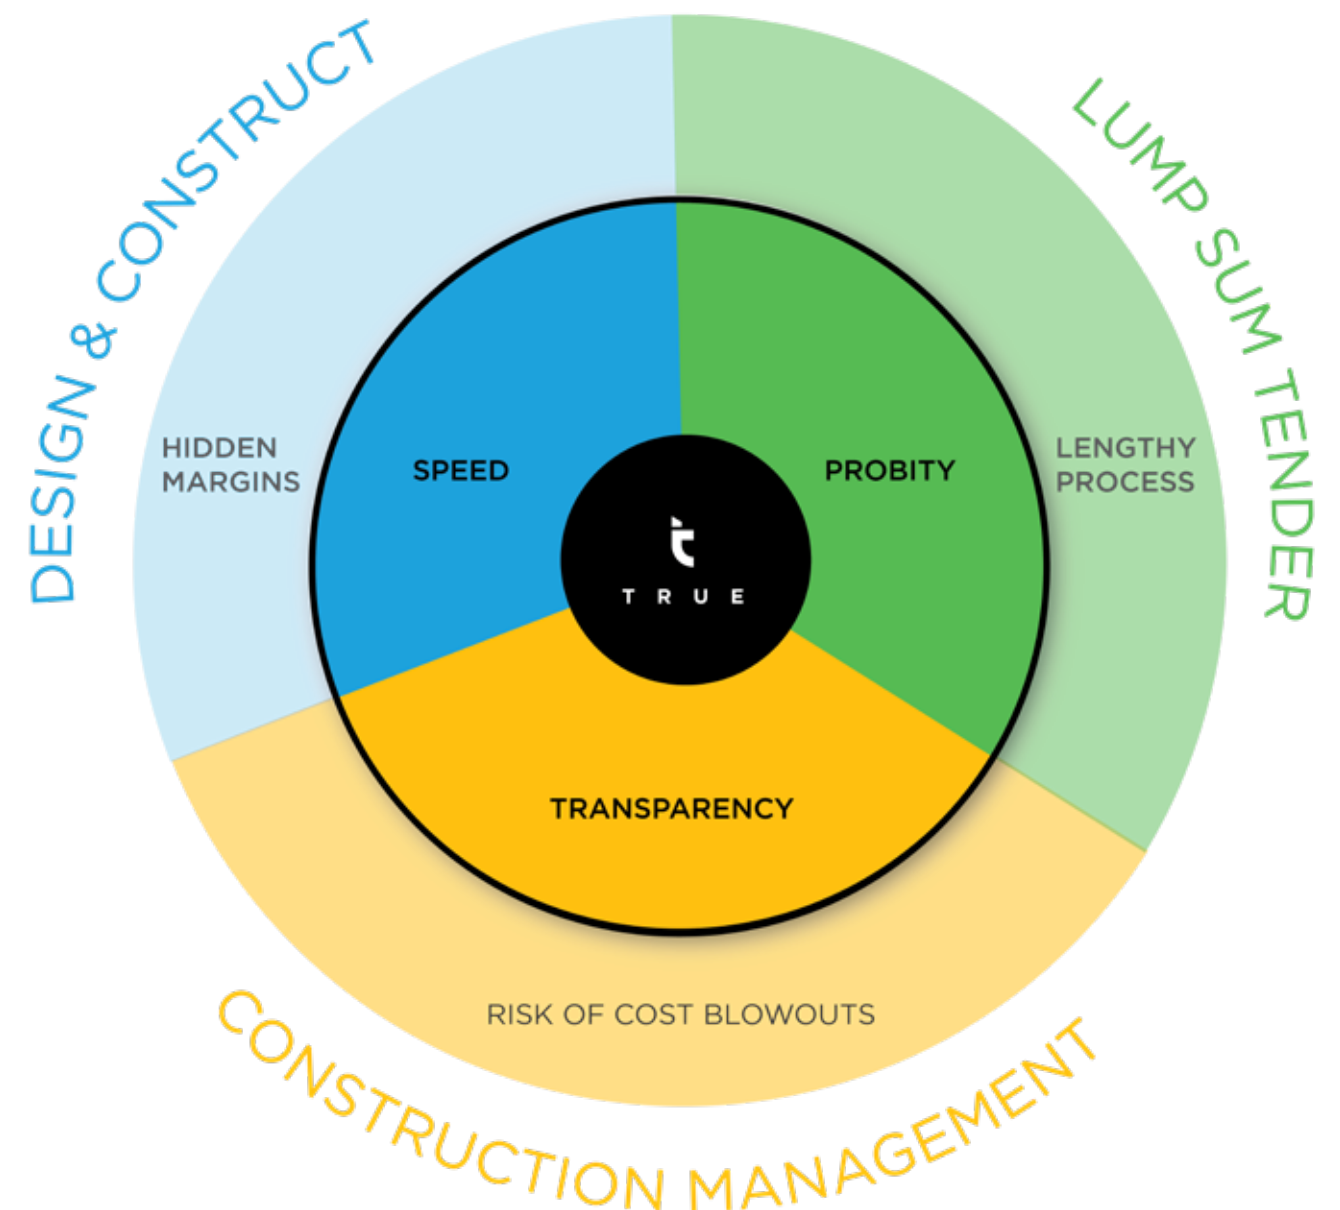 DESIGN & CONSTRUCT
LUMP SUM TENDER
HIDDEN
MARGINS
SPEED
PROBITY
LENGTHY
PROCESS
t
TRUE
TRANSPARENCY
RISK OF COST BLOWOUTS
CONSTRUCTION MANAGEMENT